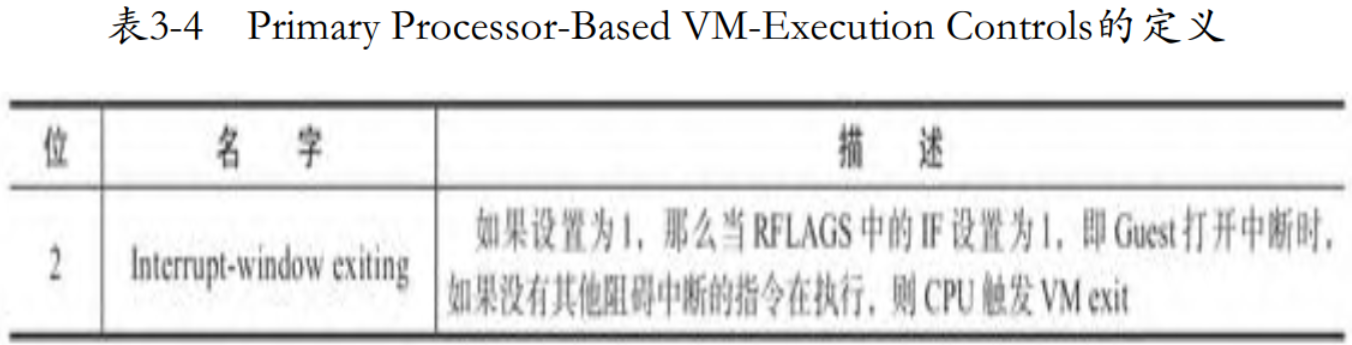 表3-4 Primary Processor-Based VM-Execution Controls的定义
位 名 字 描 述
2 Interrupt-window exiting 如果设置为1，那么当RFLAGS中的IF设置为1，即Guest打开中断时，
如果没有其他阻碍中断的指令在执行，则CPU触发VM exit